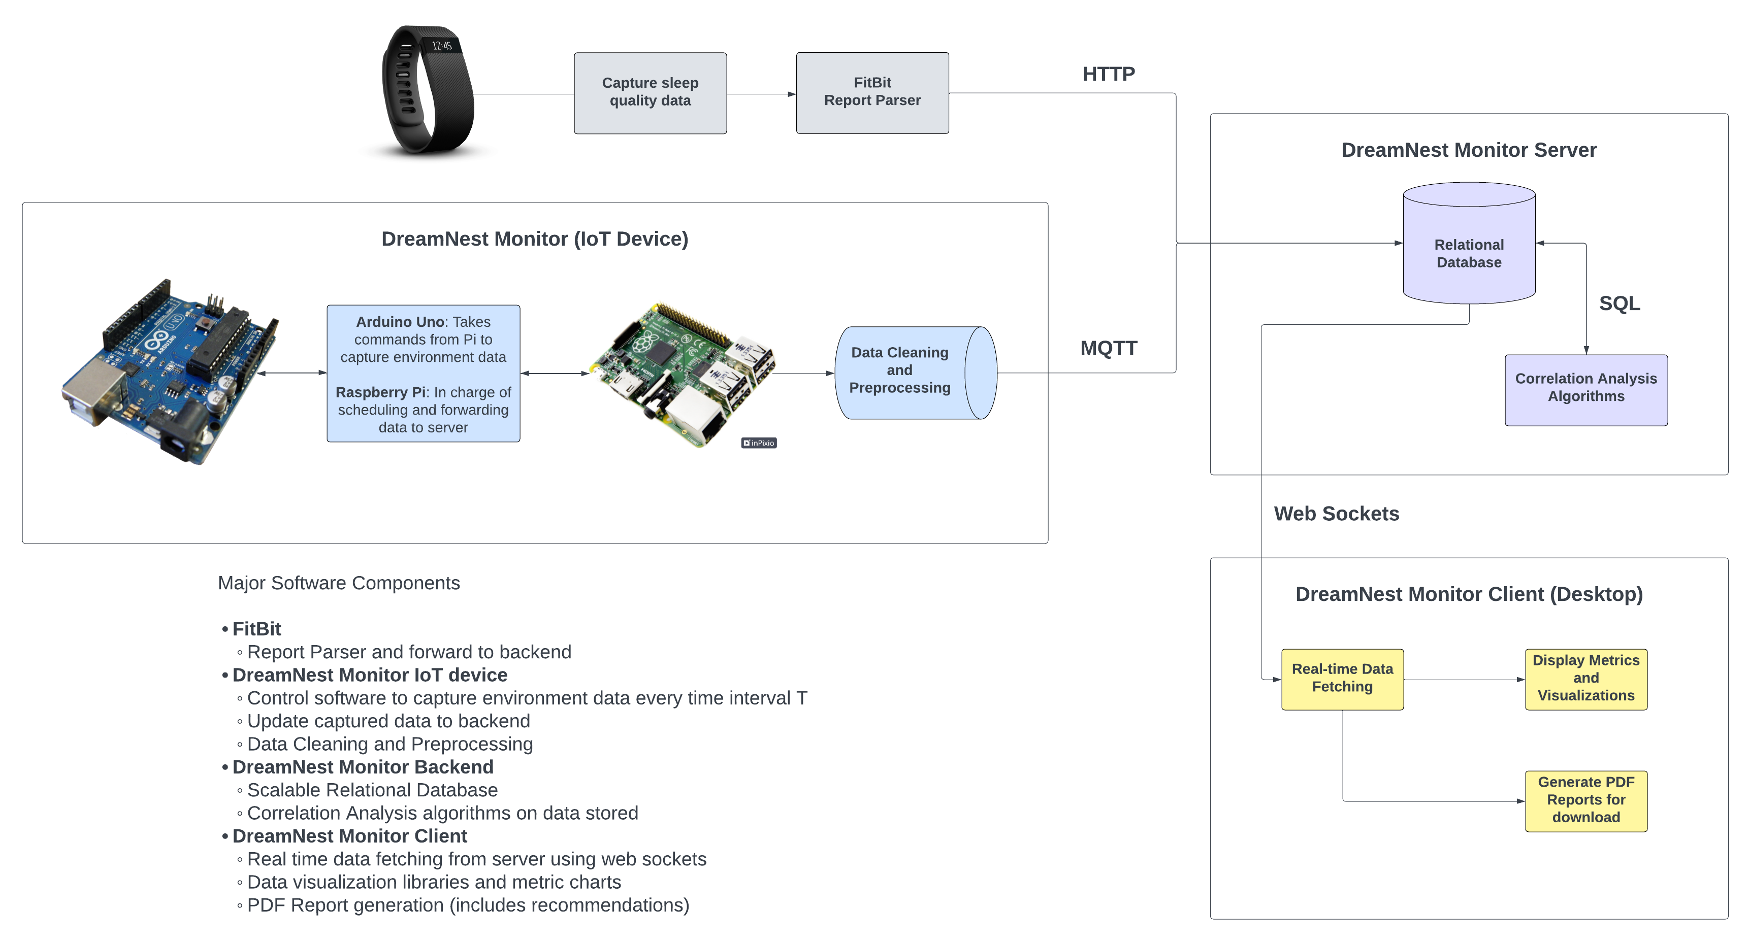 12:45
Capture sleep
quality data
FitBit
Report Parser
HTTP
DreamNest Monitor Server
Relational
Database
SQL
Correlation Analysis
Algorithms
DreamNest Monitor (IoT Device)
UNO
ARDUINO
Arduino Uno: Takes
commands from Pi to
capture environment data
Raspberry Pi: In charge of
scheduling and forwarding
data to server
inPixio
Data Cleaning
and
Preprocessing
MQTT
Web Sockets
DreamNest Monitor Client (Desktop)
Real-time Data
Fetching
Display Metrics
and
Visualizations
Generate PDF
Reports for
download
Major Software Components
• FitBit
◦ Report Parser and forward to backend
• DreamNest Monitor IoT device
◦ Control software to capture environment data every time interval T
◦ Update captured data to backend
◦ Data Cleaning and Preprocessing
• DreamNest Monitor Backend
◦ Scalable Relational Database
◦ Correlation Analysis algorithms on data stored
• DreamNest Monitor Client
◦ Real time data fetching from server using web sockets
◦ Data visualization libraries and metric charts
◦ PDF Report generation (includes recommendations)